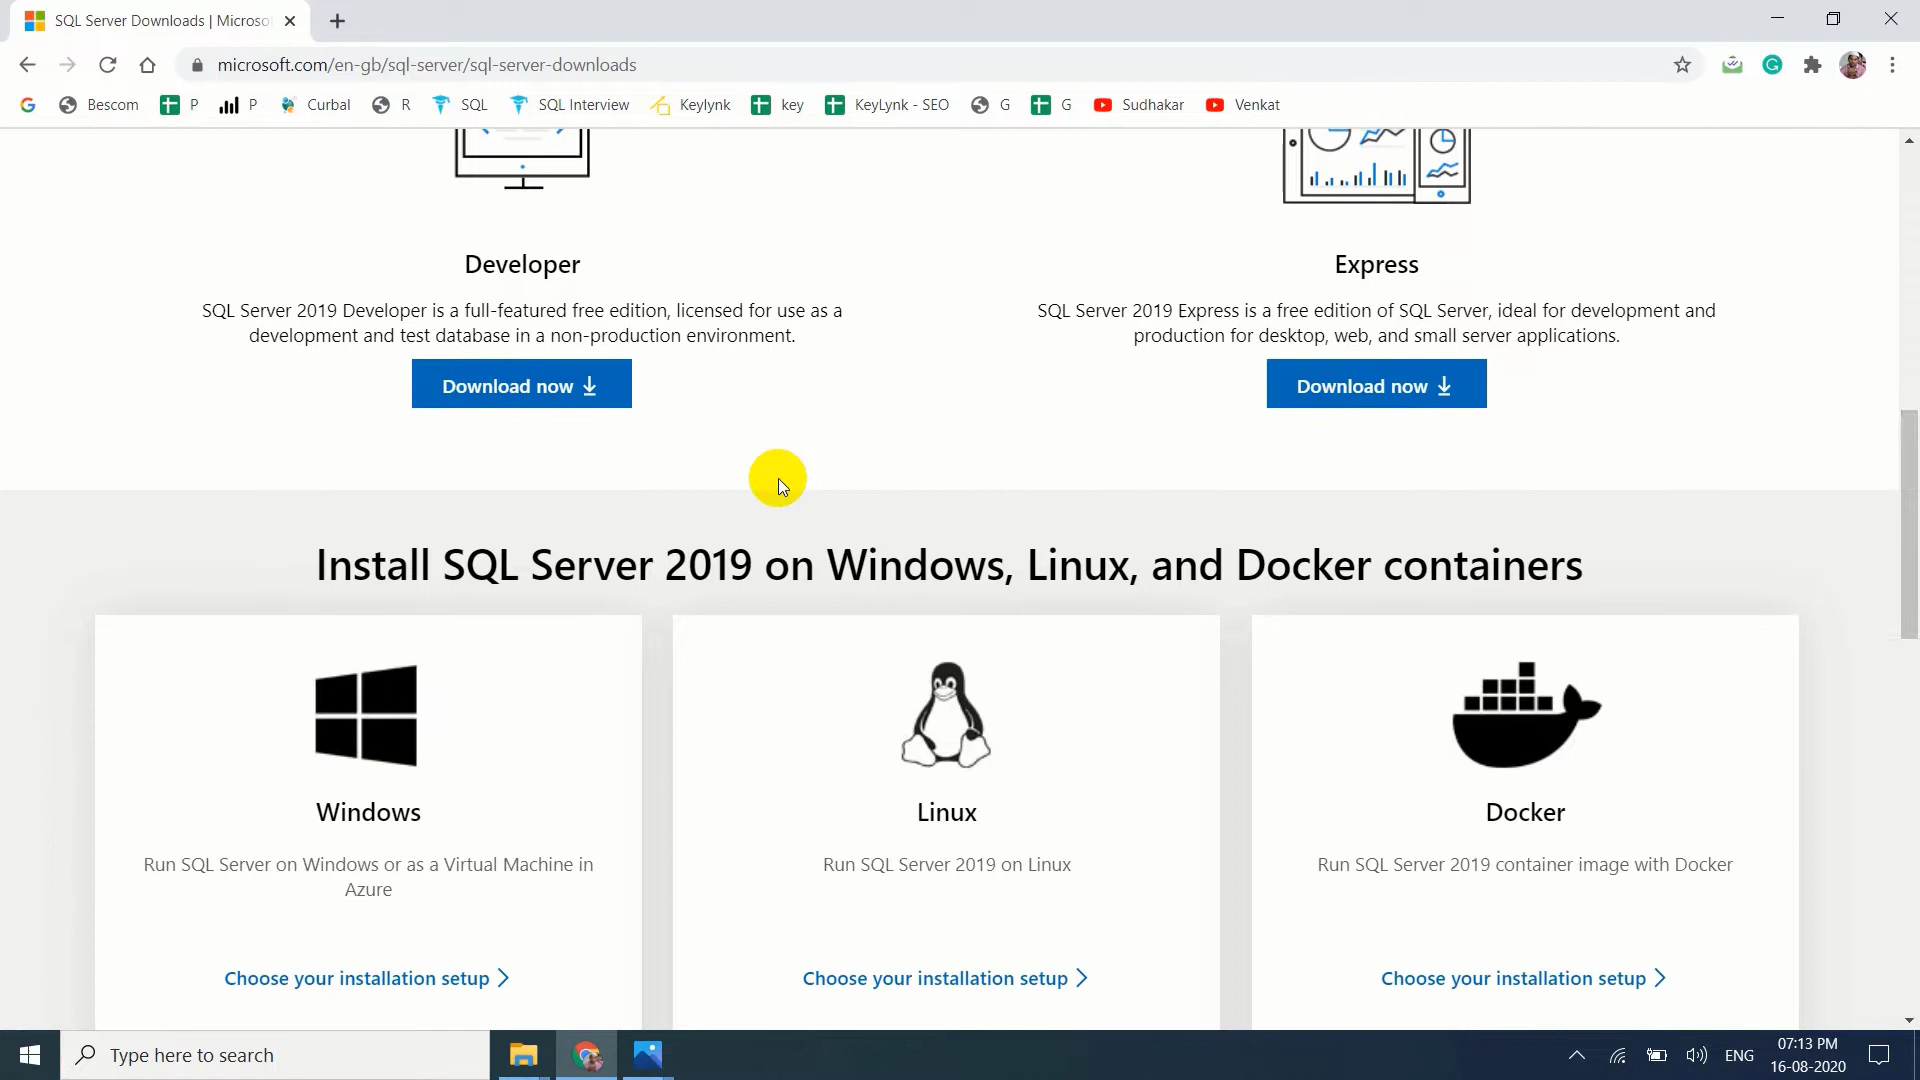 SQL Server Downloads | Microso
microsoft.com/en-gb/sql-server/sql-server-downloads
Bescom P P Curbal R SQL SQL Interview Keylynk key KeyLynk - SEO G G Sudhakar Venkat
Developer
SQL Server 2019 Developer is a full-featured free edition, licensed for use as a
development and test database in a non-production environment.
Download now
Express
SQL Server 2019 Express is a free edition of SQL Server, ideal for development and
production for desktop, web, and small server applications.
Download now
Install SQL Server 2019 on Windows, Linux, and Docker containers
Windows
Run SQL Server on Windows or as a Virtual Machine in
Azure
Choose your installation setup
Linux
Run SQL Server 2019 on Linux
Choose your installation setup
Docker
Run SQL Server 2019 container image with Docker
Choose your installation setup
Type here to search
ENG
07:13 PM
16-08-2020